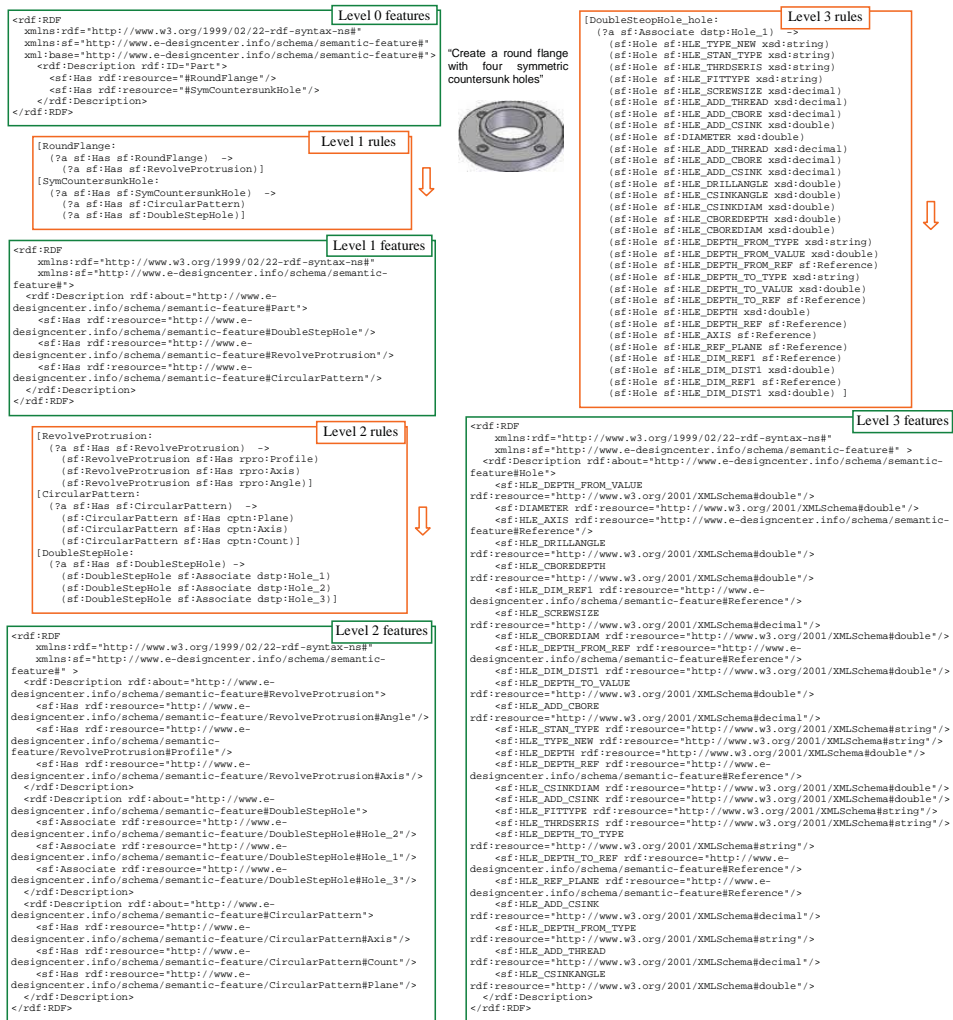 Level 0 features
<rdf:RDF
xmlns:rdf="http://www.w3.org/1999/02/22-rdf-syntax-ns#"
xmlns:sf="http://www.e-designcenter.info/schema/semantic-feature#"
xml:base="http://www.e-designcenter.info/schema/semantic-feature#">
<rdf:Description rdf:ID="Part">
<sf:Has rdf:resource="#RoundFlange"/>
<sf:Has rdf:resource="#SymCountersunkHole"/>
</rdf:Description>
</rdf:RDF>
Level 1 rules
[RoundFlange:
(?a sf:Has sf:RoundFlange) ->
(?a sf:Has sf:RevolveProtrusion)]
[SymCountersunkHole:
(?a sf:Has sf:SymCountersunkHole) ->
(?a sf:Has sf:CircularPattern)
(?a sf:Has sf:DoubleStepHole)]
Level 1 features
<rdf:RDF
xmlns:rdf="http://www.w3.org/1999/02/22-rdf-syntax-ns#"
xmlns:sf="http://www.e-designcenter.info/schema/semantic-
feature#">
<rdf:Description rdf:about="http://www.e-
designcenter.info/schema/semantic-feature#Part">
<sf:Has rdf:resource="http://www.e-
designcenter.info/schema/semantic-feature#DoubleStepHole"/>
<sf:Has rdf:resource="http://www.e-
designcenter.info/schema/semantic-feature#RevolveProtrusion"/>
<sf:Has rdf:resource="http://www.e-
designcenter.info/schema/semantic-feature#CircularPattern"/>
</rdf:Description>
</rdf:RDF>
Level 2 rules
[RevolveProtrusion:
(?a sf:Has sf:RevolveProtrusion) ->
(sf:RevolveProtrusion sf:Has rpro:Profile)
(sf:RevolveProtrusion sf:Has rpro:Axis)
(sf:RevolveProtrusion sf:Has rpro:Angle)]
[CircularPattern:
(?a sf:Has sf:CircularPattern) ->
(sf:CircularPattern sf:Has cptn:Plane)
(sf:CircularPattern sf:Has cptn:Axis)
(sf:CircularPattern sf:Has cptn:Count)]
[DoubleStepHole:
(?a sf:Has sf:DoubleStepHole) ->
(sf:DoubleStepHole sf:Associate dstp:Hole_1)
(sf:DoubleStepHole sf:Associate dstp:Hole_2)
(sf:DoubleStepHole sf:Associate dstp:Hole_3)]
Level 2 features
<rdf:RDF
xmlns:rdf="http://www.w3.org/1999/02/22-rdf-syntax-ns#"
xmlns:sf="http://www.e-designcenter.info/schema/semantic-
feature#" >
<rdf:Description rdf:about="http://www.e-
designcenter.info/schema/semantic-feature#RevolveProtrusion">
<sf:Has rdf:resource="http://www.e-
designcenter.info/schema/semantic-feature/RevolveProtrusion#Angle"/>
<sf:Has rdf:resource="http://www.e-
designcenter.info/schema/semantic-
feature/RevolveProtrusion#Profile"/>
<sf:Has rdf:resource="http://www.e-
designcenter.info/schema/semantic-feature/RevolveProtrusion#Axis"/>
</rdf:Description>
<rdf:Description rdf:about="http://www.e-
designcenter.info/schema/semantic-feature#DoubleStepHole">
<sf:Associate rdf:resource="http://www.e-
designcenter.info/schema/semantic-feature/DoubleStepHole#Hole_2"/>
<sf:Associate rdf:resource="http://www.e-
designcenter.info/schema/semantic-feature/DoubleStepHole#Hole_1"/>
<sf:Associate rdf:resource="http://www.e-
designcenter.info/schema/semantic-feature/DoubleStepHole#Hole_3"/>
</rdf:Description>
<rdf:Description rdf:about="http://www.e-
designcenter.info/schema/semantic-feature#CircularPattern">
<sf:Has rdf:resource="http://www.e-
designcenter.info/schema/semantic-feature/CircularPattern#Axis"/>
<sf:Has rdf:resource="http://www.e-
designcenter.info/schema/semantic-feature/CircularPattern#Count"/>
<sf:Has rdf:resource="http://www.e-
designcenter.info/schema/semantic-feature/CircularPattern#Plane"/>
</rdf:Description>
</rdf:RDF>
"Create a round flange
with four symmetric
countersunk holes"
Level 3 rules
[DoubleSteopHole_hole:
(?a sf:Associate dstp:Hole_1) ->
(sf:Hole sf:HLE_TYPE_NEW xsd:string)
(sf:Hole sf:HLE_STAN_TYPE xsd:string)
(sf:Hole sf:HLE_THRDSERIS xsd:string)
(sf:Hole sf:HLE_FITTYPE xsd:string)
(sf:Hole sf:HLE_SCREWSIZE xsd:decimal)
(sf:Hole sf:HLE_ADD_THREAD xsd:decimal)
(sf:Hole sf:HLE_ADD_CBORE xsd:decimal)
(sf:Hole sf:HLE_ADD_CSINK xsd:double)
(sf:Hole sf:DIAMETER xsd:double)
(sf:Hole sf:HLE_ADD_THREAD xsd:decimal)
(sf:Hole sf:HLE_ADD_CBORE xsd:decimal)
(sf:Hole sf:HLE_ADD_CSINK xsd:decimal)
(sf:Hole sf:HLE_DRILLANGLE xsd:double)
(sf:Hole sf:HLE_CSINKANGLE xsd:double)
(sf:Hole sf:HLE_CSINKDIAM xsd:double)
(sf:Hole sf:HLE_CBOREDEPTH xsd:double)
(sf:Hole sf:HLE_CBOREDIAM xsd:double)
(sf:Hole sf:HLE_DEPTH_FROM_TYPE xsd:string)
(sf:Hole sf:HLE_DEPTH_FROM_VALUE xsd:double)
(sf:Hole sf:HLE_DEPTH_FROM_REF sf:Reference)
(sf:Hole sf:HLE_DEPTH_TO_TYPE xsd:string)
(sf:Hole sf:HLE_DEPTH_TO_VALUE xsd:double)
(sf:Hole sf:HLE_DEPTH_TO_REF sf:Reference)
(sf:Hole sf:HLE_DEPTH xsd:double)
(sf:Hole sf:HLE_DEPTH_REF sf:Reference)
(sf:Hole sf:HLE_AXIS sf:Reference)
(sf:Hole sf:HLE_REF_PLANE sf:Reference)
(sf:Hole sf:HLE_DIM_REF1 sf:Reference)
(sf:Hole sf:HLE_DIM_DIST1 xsd:double)
(sf:Hole sf:HLE_DIM_REF1 sf:Reference)
(sf:Hole sf:HLE_DIM_DIST1 xsd:double) ]
Level 3 features
<rdf:RDF
xmlns:rdf="http://www.w3.org/1999/02/22-rdf-syntax-ns#"
xmlns:sf="http://www.e-designcenter.info/schema/semantic-feature#" >
<rdf:Description rdf:about="http://www.e-designcenter.info/schema/semantic-
feature#Hole">
<sf:HLE_DEPTH_FROM_VALUE
rdf:resource="http://www.w3.org/2001/XMLSchema#double"/>
<sf:DIAMETER rdf:resource="http://www.w3.org/2001/XMLSchema#double"/>
<sf:HLE_AXIS rdf:resource="http://www.e-designcenter.info/schema/semantic-
feature#Reference"/>
<sf:HLE_DRILLANGLE
rdf:resource="http://www.w3.org/2001/XMLSchema#double"/>
<sf:HLE_CBOREDEPTH
rdf:resource="http://www.w3.org/2001/XMLSchema#double"/>
<sf:HLE_DIM_REF1 rdf:resource="http://www.e-
designcenter.info/schema/semantic-feature#Reference"/>
<sf:HLE_SCREWSIZE
rdf:resource="http://www.w3.org/2001/XMLSchema#decimal"/>
<sf:HLE_CBOREDIAM rdf:resource="http://www.w3.org/2001/XMLSchema#double"/>
<sf:HLE_DEPTH_FROM_REF rdf:resource="http://www.e-
designcenter.info/schema/semantic-feature#Reference"/>
<sf:HLE_DIM_DIST1 rdf:resource="http://www.w3.org/2001/XMLSchema#double"/>
<sf:HLE_DEPTH_TO_VALUE
rdf:resource="http://www.w3.org/2001/XMLSchema#double"/>
<sf:HLE_ADD_CBORE
rdf:resource="http://www.w3.org/2001/XMLSchema#decimal"/>
<sf:HLE_STAN_TYPE rdf:resource="http://www.w3.org/2001/XMLSchema#string"/>
<sf:HLE_TYPE_NEW rdf:resource="http://www.w3.org/2001/XMLSchema#string"/>
<sf:HLE_DEPTH rdf:resource="http://www.w3.org/2001/XMLSchema#double"/>
<sf:HLE_DEPTH_REF rdf:resource="http://www.e-
designcenter.info/schema/semantic-feature#Reference"/>
<sf:HLE_CSINKDIAM rdf:resource="http://www.w3.org/2001/XMLSchema#double"/>
<sf:HLE_ADD_CSINK rdf:resource="http://www.w3.org/2001/XMLSchema#double"/>
<sf:HLE_FITTYPE rdf:resource="http://www.w3.org/2001/XMLSchema#string"/>
<sf:HLE_THRDSERIS rdf:resource="http://www.w3.org/2001/XMLSchema#string"/>
<sf:HLE_DEPTH_TO_TYPE
rdf:resource="http://www.w3.org/2001/XMLSchema#string"/>
<sf:HLE_DEPTH_TO_REF rdf:resource="http://www.e-
designcenter.info/schema/semantic-feature#Reference"/>
<sf:HLE_REF_PLANE rdf:resource="http://www.e-
designcenter.info/schema/semantic-feature#Reference"/>
<sf:HLE_ADD_CSINK
rdf:resource="http://www.w3.org/2001/XMLSchema#decimal"/>
<sf:HLE_DEPTH_FROM_TYPE
rdf:resource="http://www.w3.org/2001/XMLSchema#string"/>
<sf:HLE_ADD_THREAD
rdf:resource="http://www.w3.org/2001/XMLSchema#decimal"/>
<sf:HLE_CSINKANGLE
rdf:resource="http://www.w3.org/2001/XMLSchema#double"/>
</rdf:Description>
</rdf:RDF>